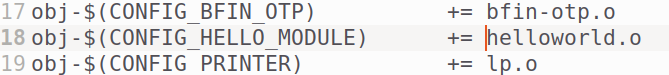 17 obj-$(CONFIG_BFIN_OTP) += bfin-otp.o
18 obj-$(CONFIG_HELLO_MODULE) += helloworld.o
19 obj-$(CONFIG_PRINTER) += lp.o